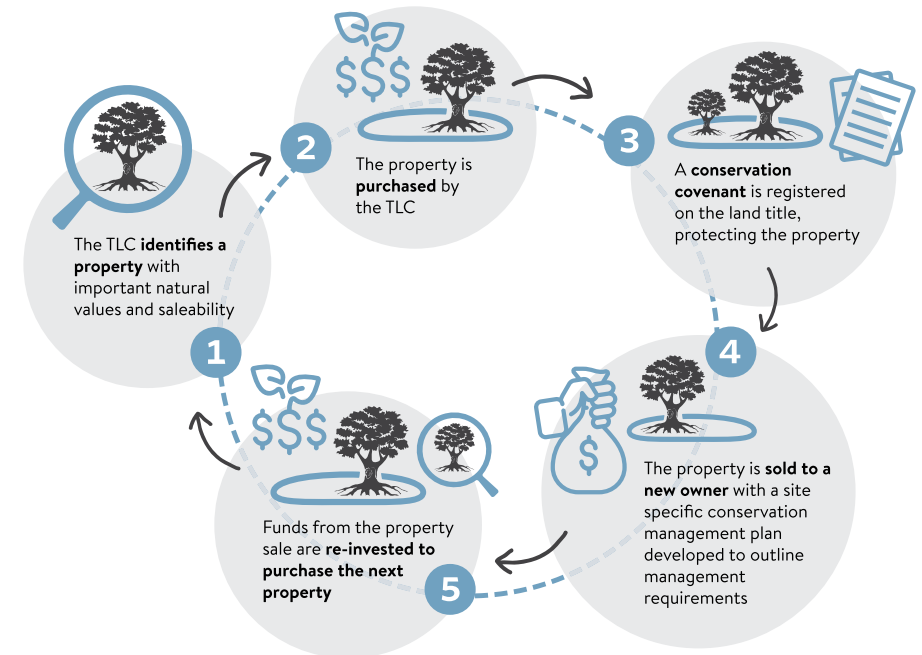 1
The TLC identifies a
property with
important natural
values and saleability
2
$$$
The property is
purchased by
the TLC
3
A conservation
covenant is registered
on the land title,
protecting the property
4
$
The property is sold to a
new owner with a site
specific conservation
management plan
developed to outline
management
requirements
5
$$$
Funds from the property
sale are re-invested to
purchase the next
property